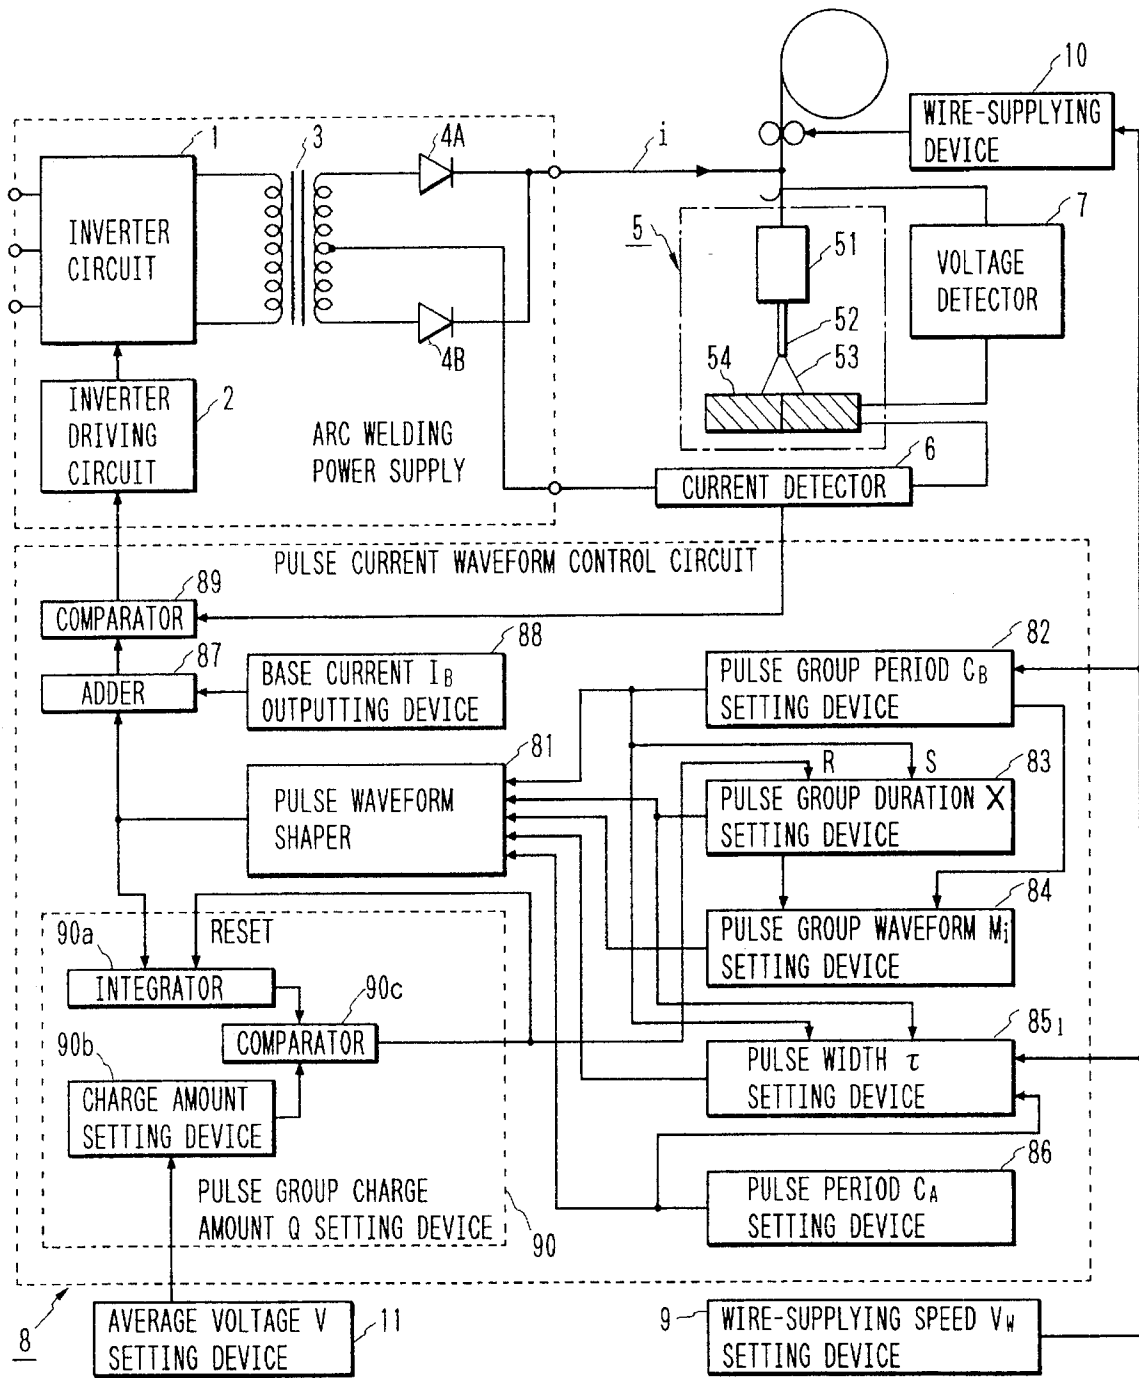 10
WIRE-SUPPLYING
DEVICE
1
3
4A
i
INVERTER
CIRCUIT
5
51
7
VOLTAGE
DETECTOR
52
4B
54
53
INVERTER
DRIVING
CIRCUIT
2
ARC WELDING
POWER SUPPLY
6
CURRENT DETECTOR
PULSE CURRENT WAVEFORM CONTROL CIRCUIT
89
COMPARATOR
87
ADDER
88
BASE CURRENT IB
OUTPUTTING DEVICE
82
PULSE GROUP PERIOD CB
SETTING DEVICE
81
PULSE WAVEFORM
SHAPER
R
S
83
PULSE GROUP DURATION X
SETTING DEVICE
84
PULSE GROUP WAVEFORM Mi
SETTING DEVICE
90a
RESET
INTEGRATOR
90c
COMPARATOR
90b
CHARGE AMOUNT
SETTING DEVICE
851
PULSE WIDTH τ
SETTING DEVICE
86
PULSE PERIOD CA
SETTING DEVICE
PULSE GROUP CHARGE
AMOUNT Q SETTING DEVICE
90
8
AVERAGE VOLTAGE V
SETTING DEVICE
11
9
WIRE-SUPPLYING SPEED VW
SETTING DEVICE